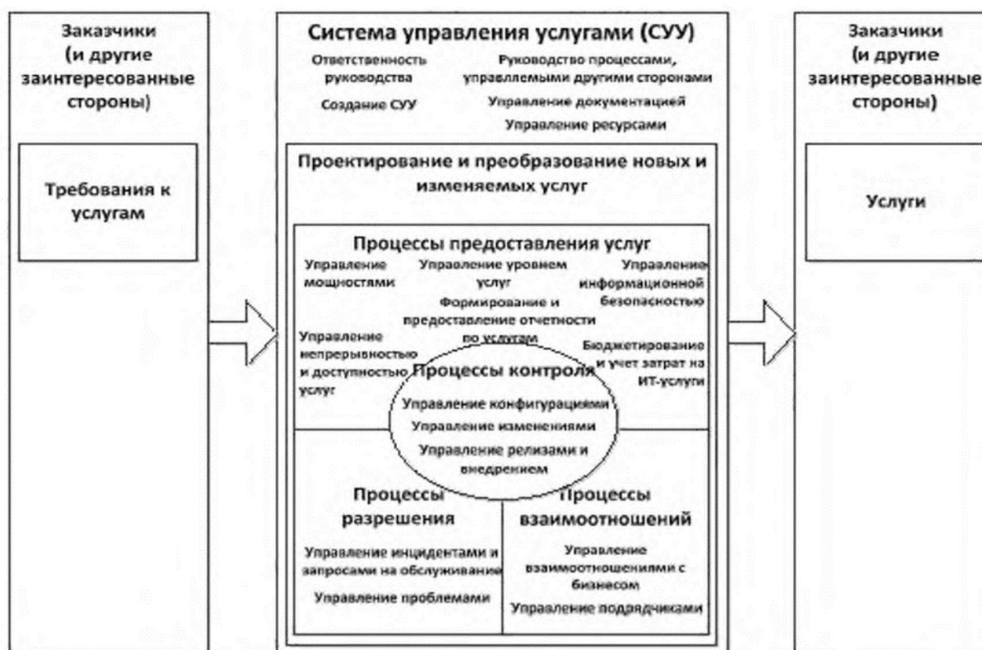 Заказчики
(и другие
заинтересованные
стороны)
Требования к
услугам
Система управления услугами (СУУ)
Ответственность
руководства
Создание СУУ
Руководство процессами,
управляемыми другими сторонами
Управление документацией
Управление ресурсами
Проектирование и преобразование новых и
изменяемых услуг
Процессы предоставления услуг
Управление
мощностями
Управление уровнем
услуг
Управление
информационной
безопасностью
Формирование и
предоставление отчетности
по услугам
Управление
непрерывностью
и доступностью
услуг
Бюджетирование
и учет затрат на
ИТ-услуги
Процессы контроля
Управление конфигурациями
Управление изменениями
Управление релизами и
внедрением
Процессы
разрешения
Управление инцидентами и
запросами на обслуживание
Управление проблемами
Процессы
взаимоотношений
Управление
взаимоотношениями с
бизнесом
Управление подрядчиками
Заказчики
(и другие
заинтересованные
стороны)
Услуги